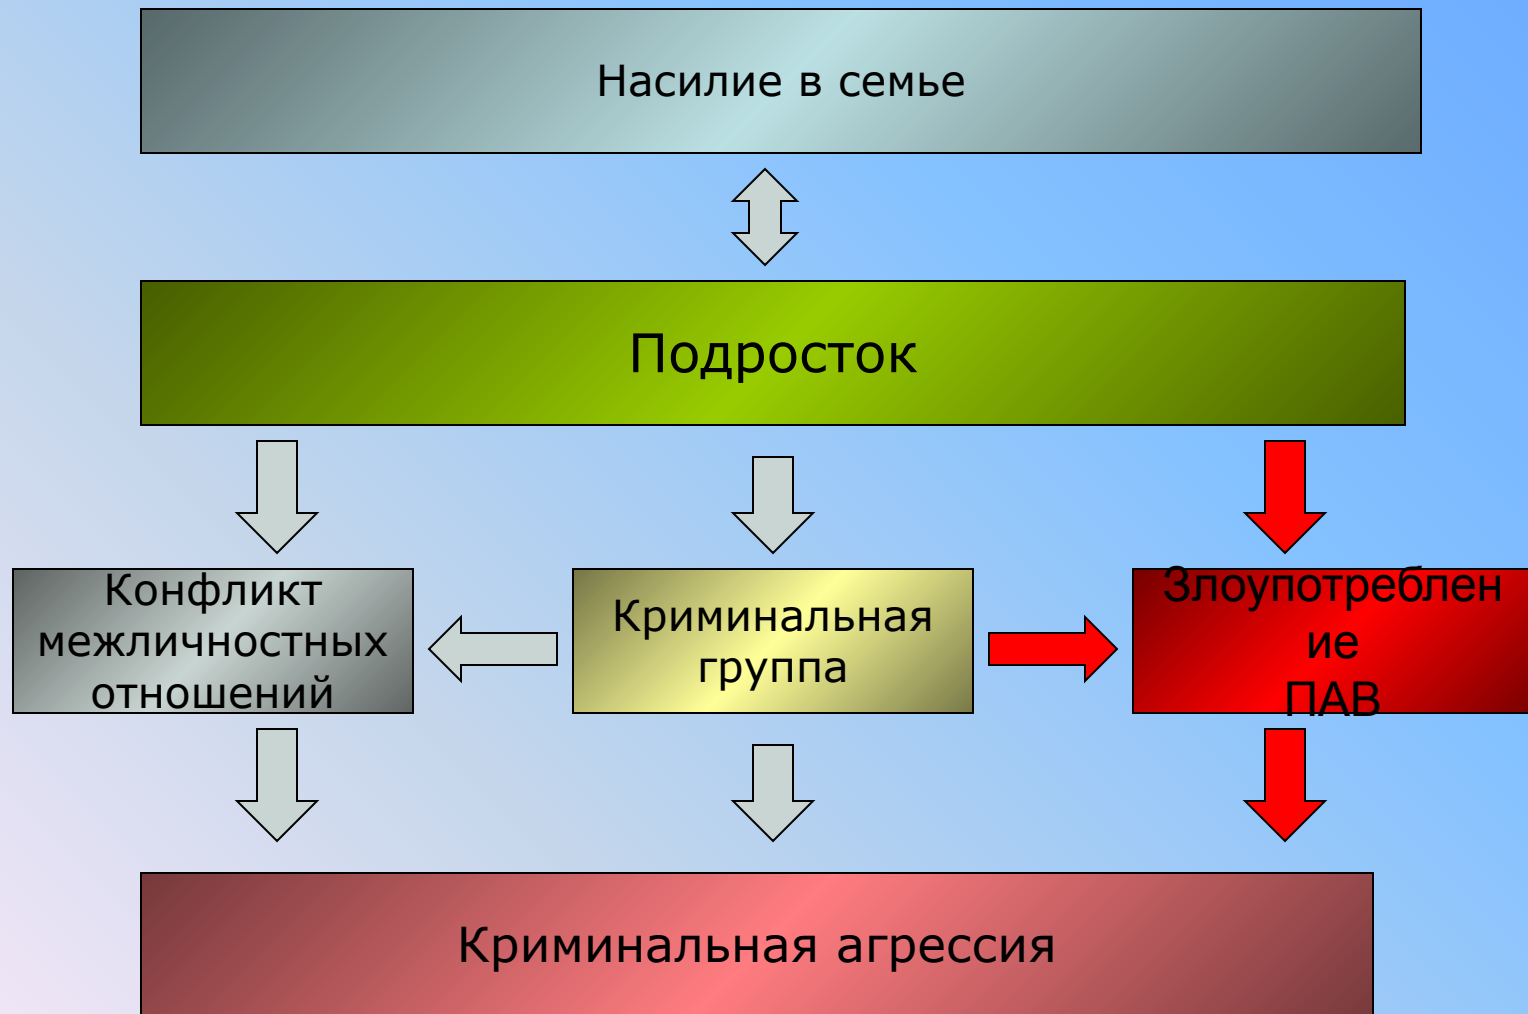 Насилие в семье
Подросток
Конфликт
межличностных
отношений
Криминальная
группа
Злоупотреблен
ие
ПАВ
Криминальная агрессия